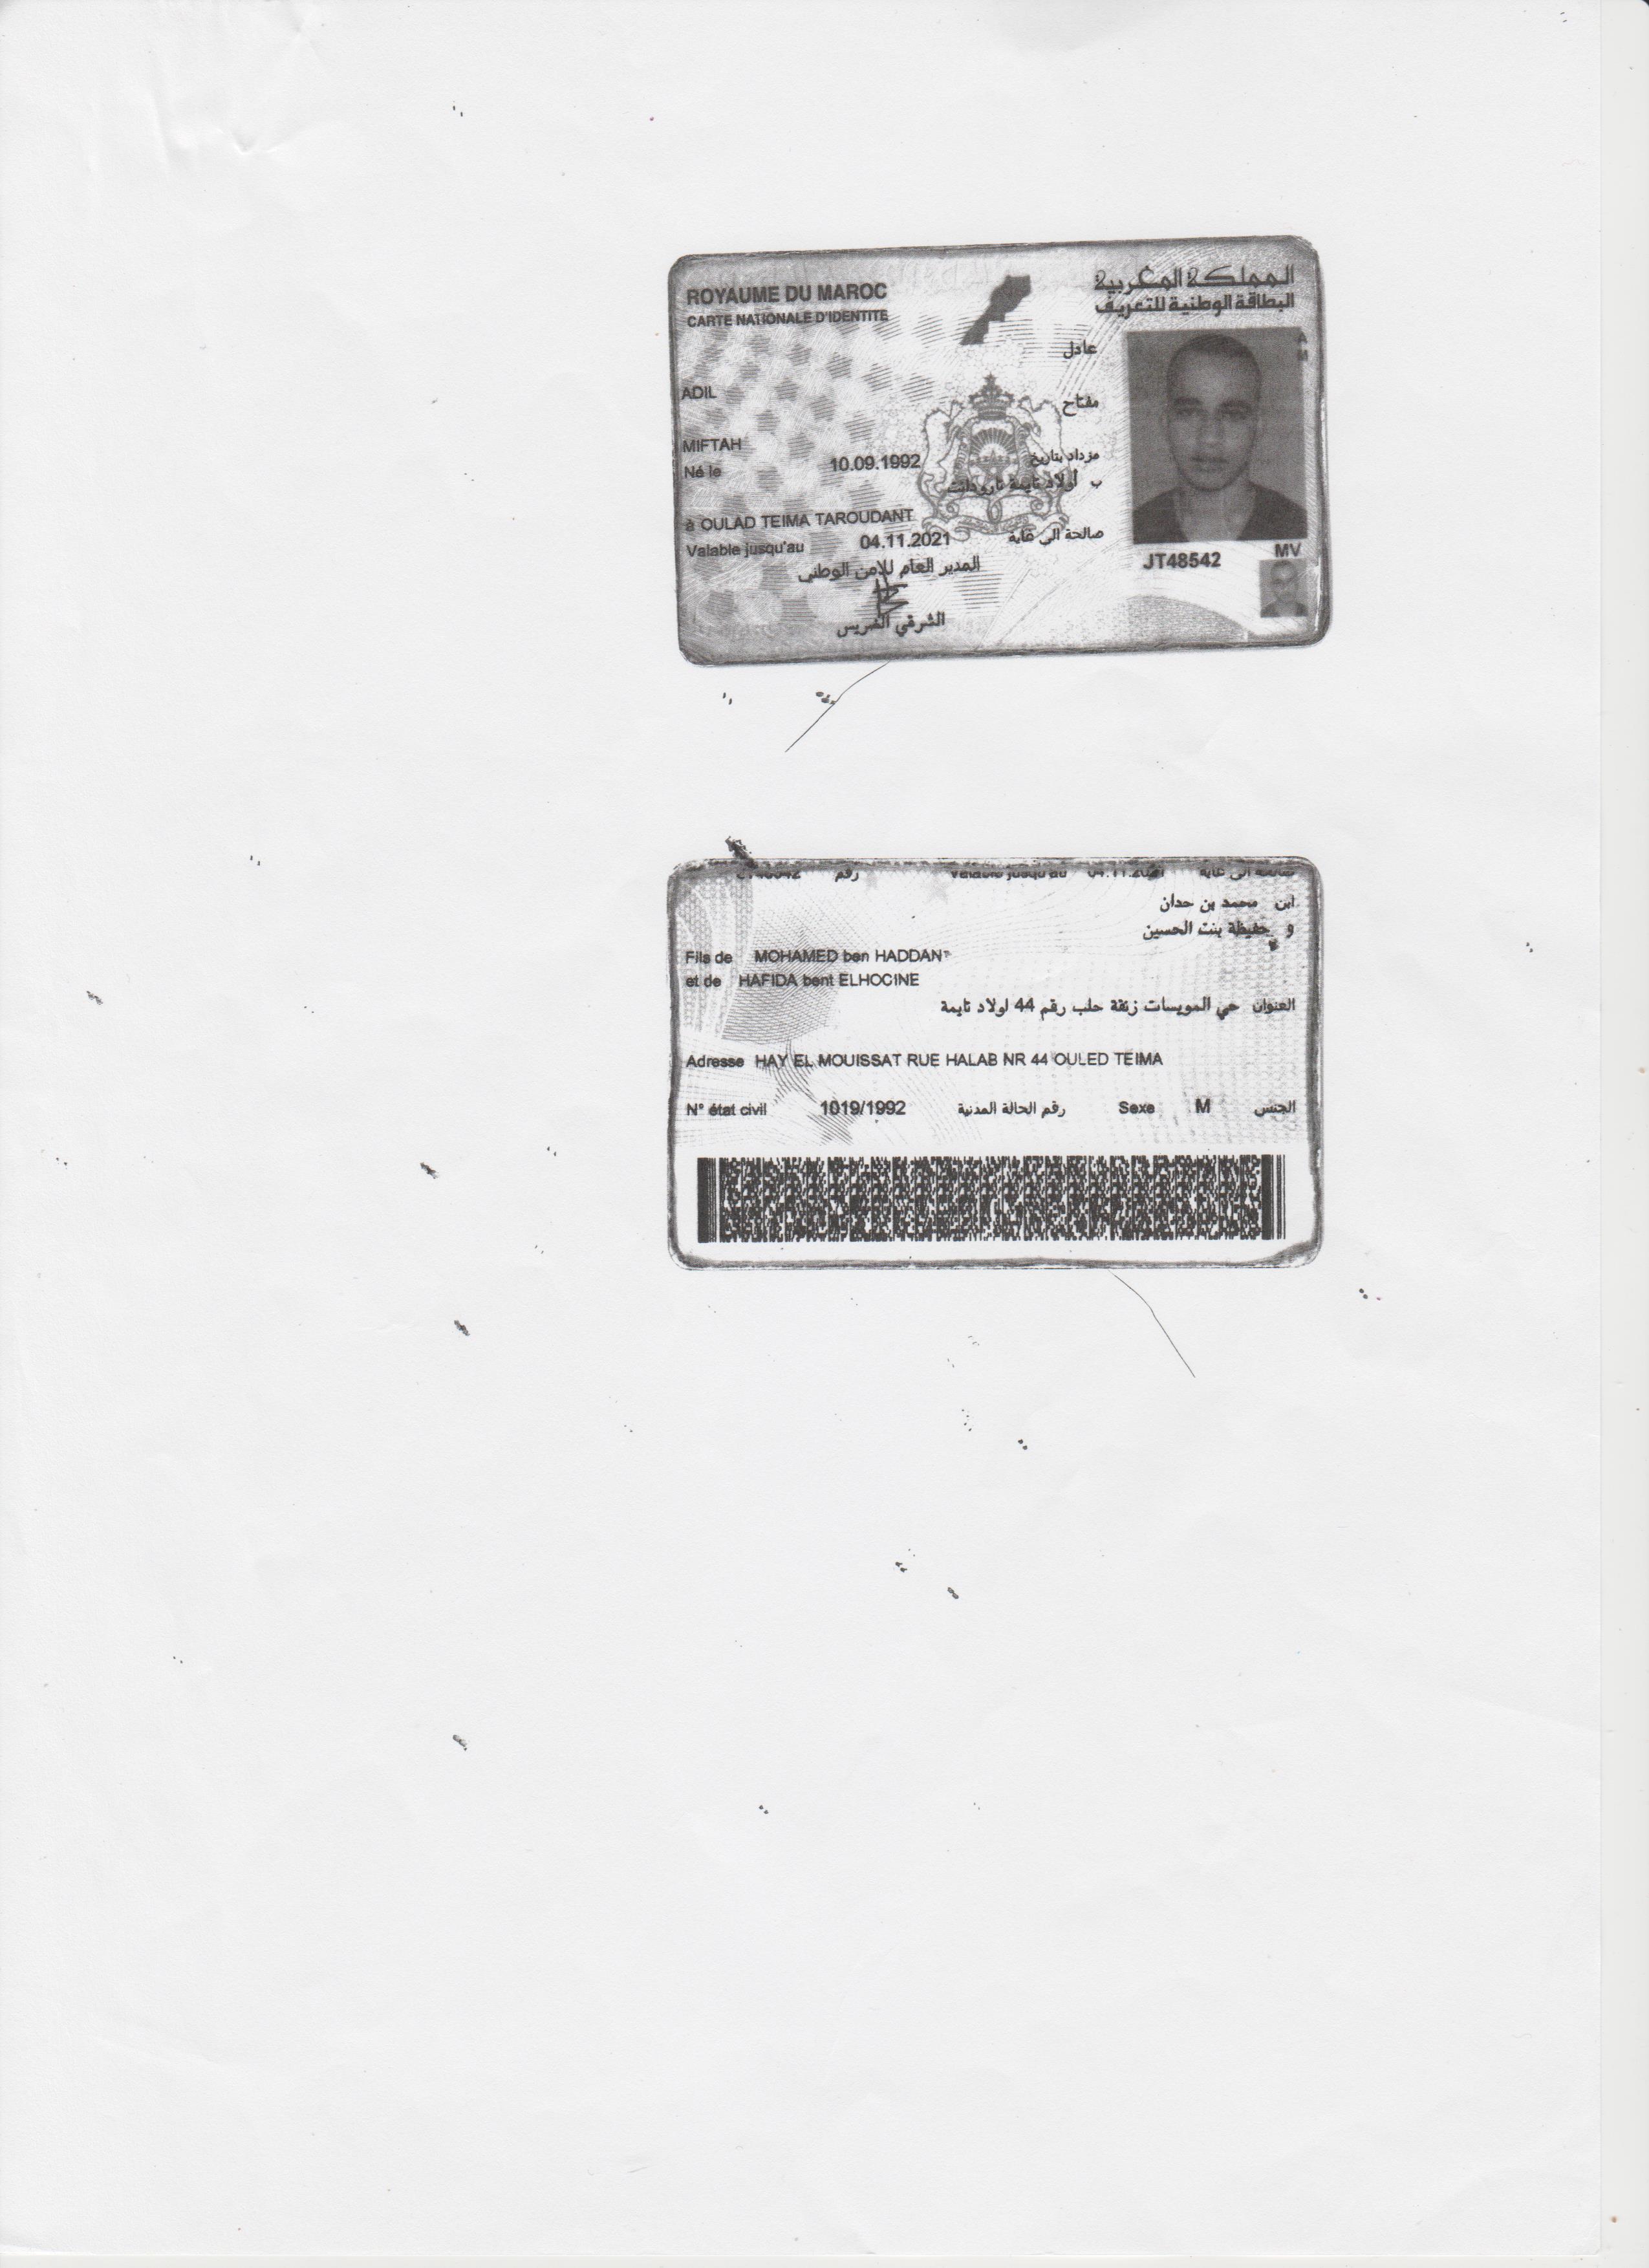 ROYAUME DU MAROC
المملكة المغربية
CARTE NATIONALE D'IDENTITE
البطاقة الوطنية للتعريف
عادل
ADIL
مفتاح
MIFTAH
Né le 10.09.1992 مزداد بتاريخ
ب أولاد تايمة تارودانت
à OULAD TEIMA TAROUDANT
Valable jusqu'au 04.11.2021 صالحة الى غاية
المدير العام للامن الوطني
الشرقي الضريس
JT48542
MV
رقم Valable jusqu'au 04.11.2021 صالحة الى غاية
ابن محمد بن حدان
و حفيظة بنت الحسين
Fils de MOHAMED ben HADDAN
et de HAFIDA bent ELHOCINE
العنوان حي المويسات زنقة حلب رقم 44 اولاد تايمة
Adresse HAY EL MOUISSAT RUE HALAB NR 44 OULED TEIMA
N° état civil 1019/1992 رقم الحالة المدنية Sexe M الجنس